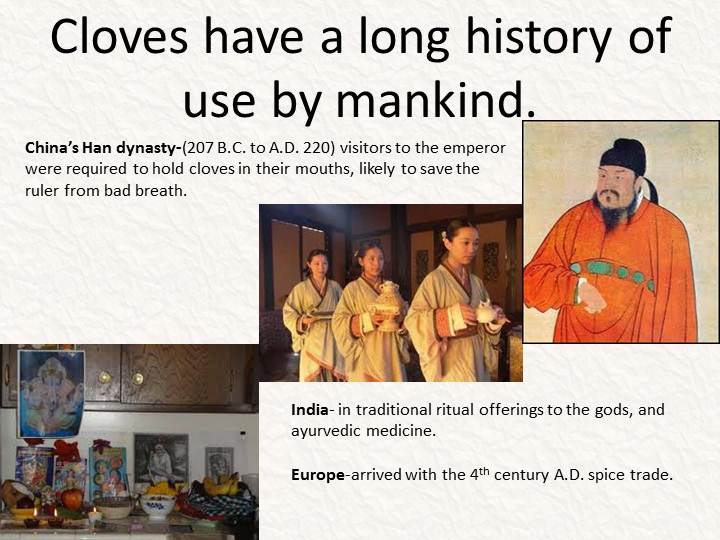 Cloves have a long history of
use by mankind.
China's Han dynasty-(207 B.C. to A.D. 220) visitors to the emperor
were required to hold cloves in their mouths, likely to save the
ruler from bad breath.
India- in traditional ritual offerings to the gods, and
ayurvedic medicine.
Europe-arrived with the 4th century A.D. spice trade.